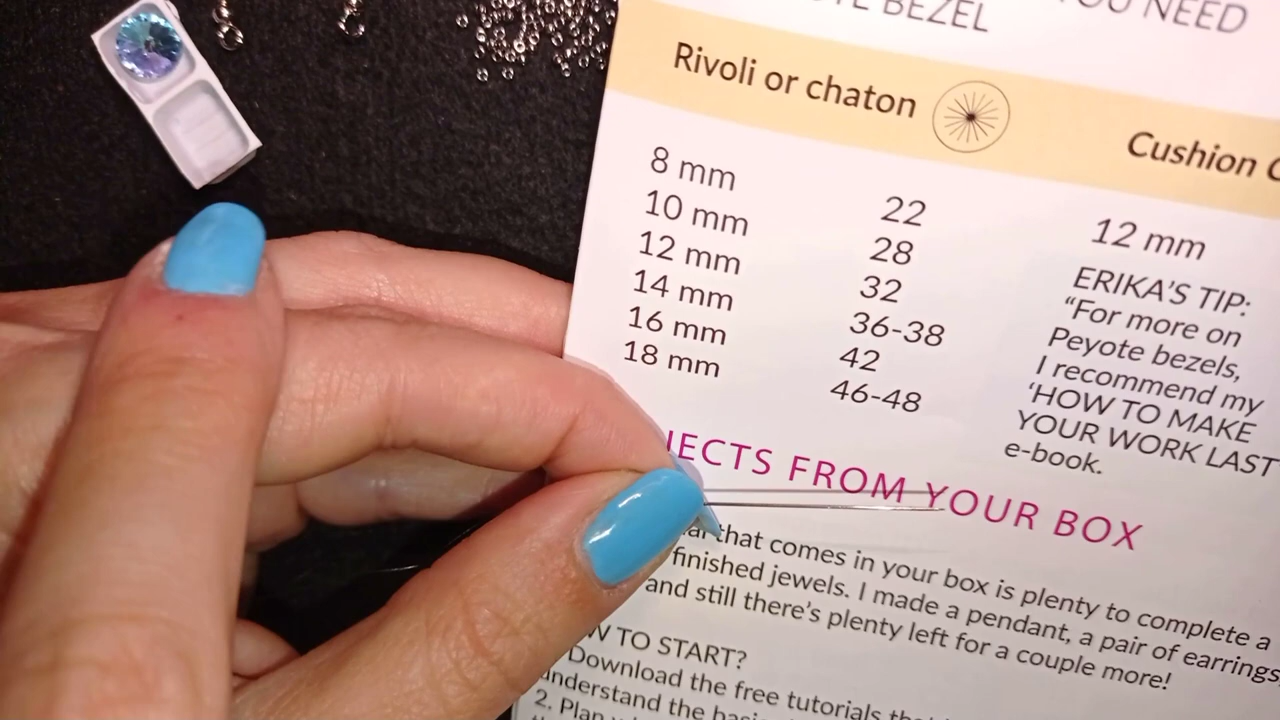 BEZEL
YOU NEED
Rivoli or chaton
Cushion
8 mm
10 mm
12 mm
14 mm
16 mm
18 mm
22
28
32
36-38
42
46-48
12 mm
ERIKA'S TIP:
“For more on
Peyote bezels,
I recommend my
‘HOW TO MAKE
YOUR WORK LAST
e-book.
JECTS FROM YOUR BOX
that comes in your box is plenty to complete a
finished jewels. I made a pendant, a pair of earrings
and still there's plenty left for a couple more!
W TO START?
Download the free tutorials
understand the
2. Plan